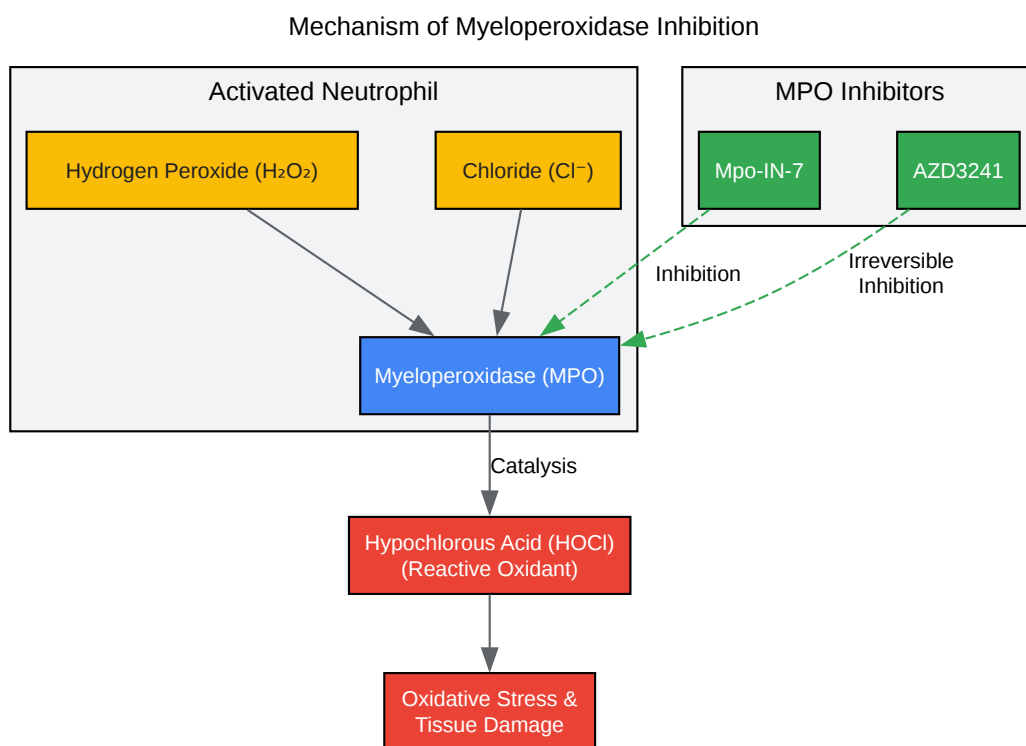 Mechanism of Myeloperoxidase Inhibition
Activated Neutrophil
MPO Inhibitors
Hydrogen Peroxide (H₂O₂)
Chloride (Cl⁻)
Mpo-IN-7
AZD3241
Inhibition
Irreversible
Inhibition
Myeloperoxidase (MPO)
Catalysis
Hypochlorous Acid (HOCl)
(Reactive Oxidant)
Oxidative Stress &
Tissue Damage